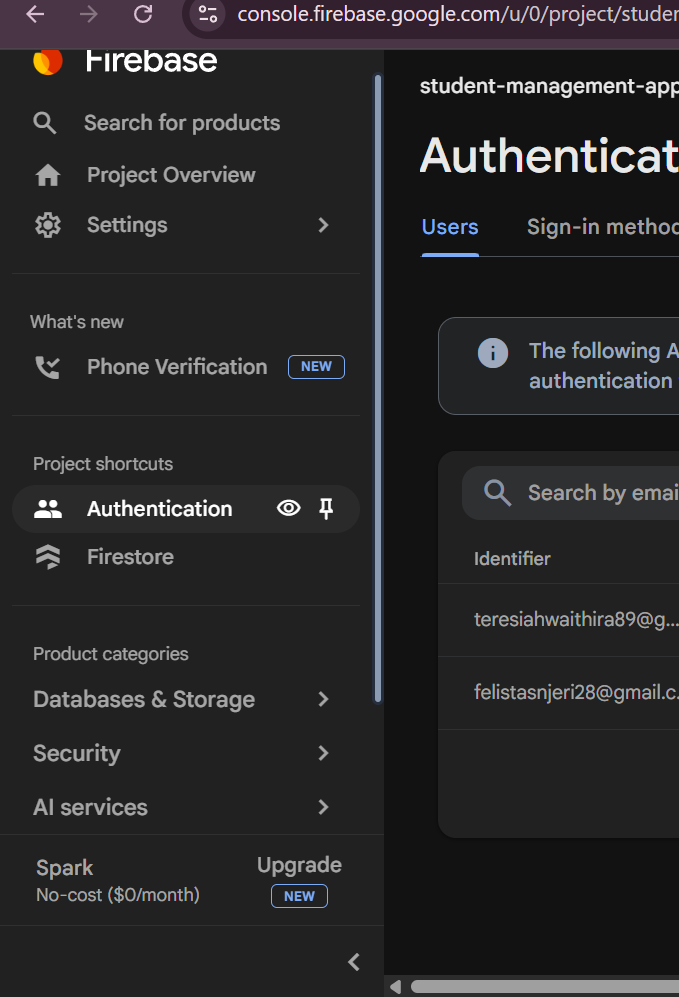 console.firebase.google.com/u/0/project/studen
Firebase
Search for products
Project Overview
Settings
What's new
Phone Verification NEW
Project shortcuts
Authentication
Firestore
Product categories
Databases & Storage
Security
AI services
Spark
No-cost ($0/month)
Upgrade
NEW
student-management-app
Authenticat
Users
Sign-in method
The following A
authentication
Search by emai
Identifier
teresiahwaithira89@g...
felistasnjeri28@gmail.c.